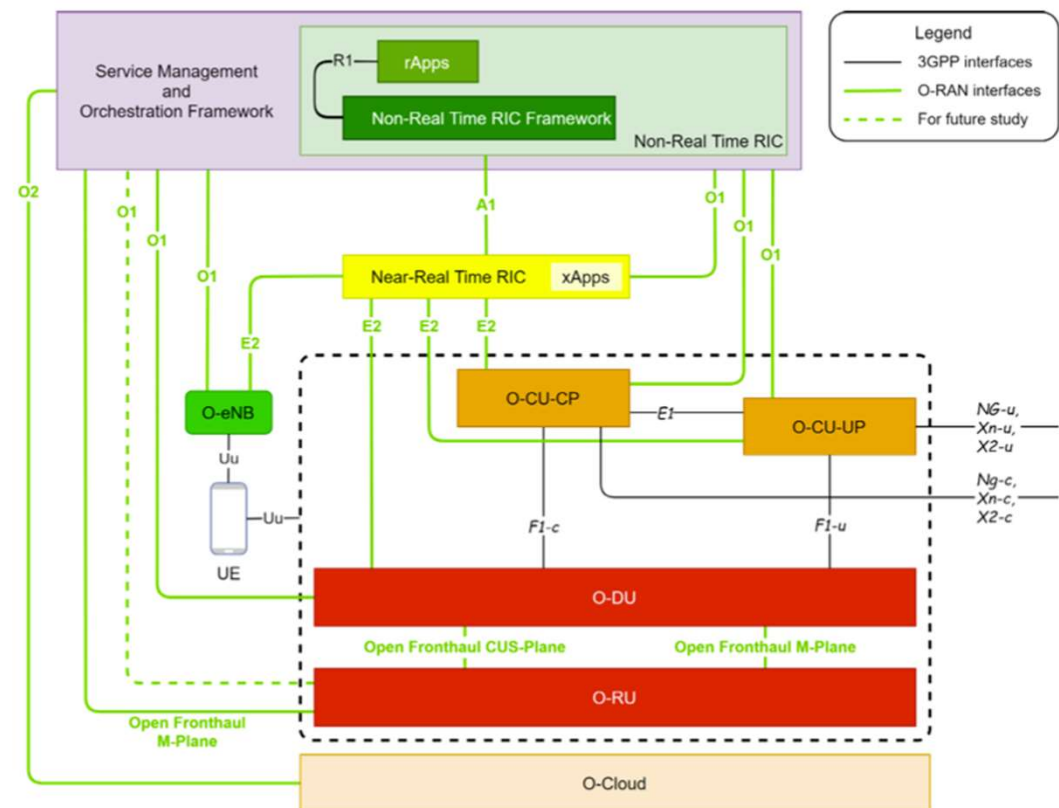 Legend
3GPP interfaces
O-RAN interfaces
For future study
Service Management
and
Orchestration Framework
R1
rApps
Non-Real Time RIC Framework
Non-Real Time RIC
O2
O1
O1
O1
A1
O1
O1
O1
Near-Real Time RIC
xApps
E2
E2
E2
E2
O-eNB
O-CU-CP
E1
O-CU-UP
NG-u,
Xn-u,
X2-u
Ng-c,
Xn-c,
X2-c
Uu
Uu
UE
F1-c
F1-u
O-DU
Open Fronthaul CUS-Plane
Open Fronthaul M-Plane
O-RU
Open Fronthaul
M-Plane
O-Cloud